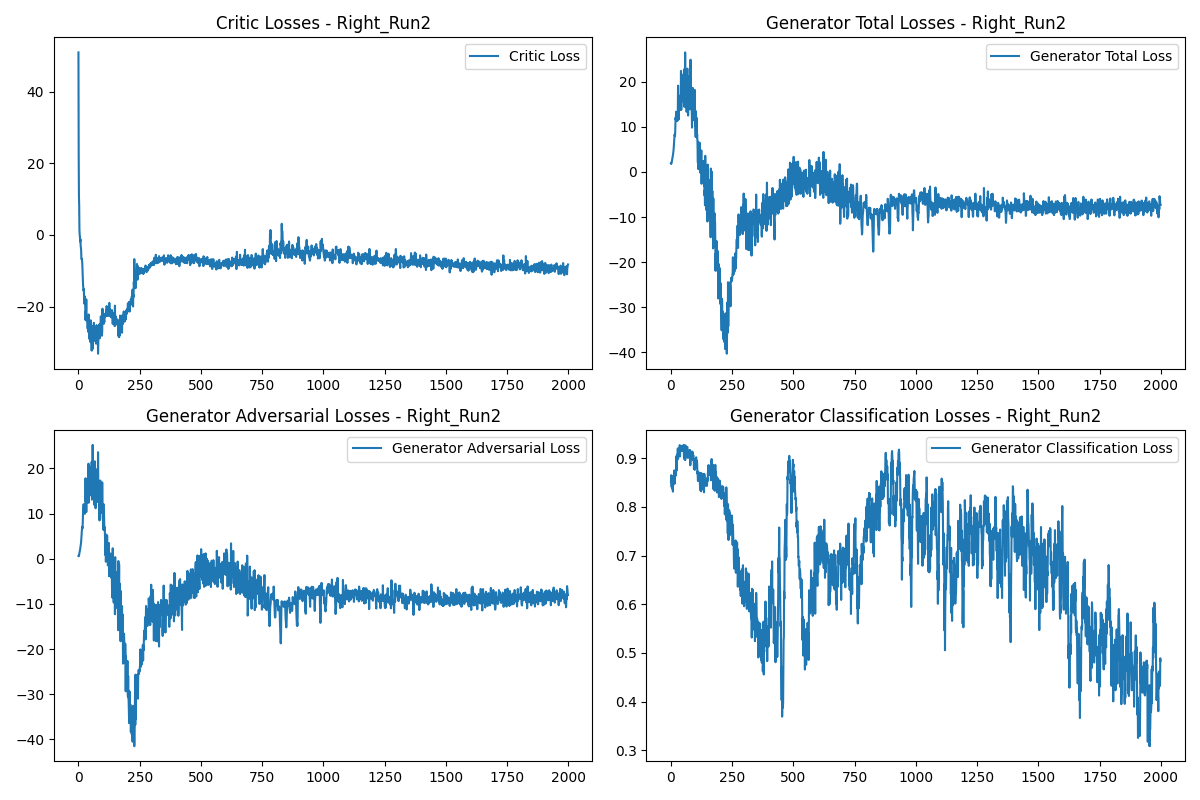 Critic Losses - Right_Run2
Critic Loss
40
20
0
−20
0 250 500 750 1000 1250 1500 1750 2000
Generator Total Losses - Right_Run2
Generator Total Loss
20
10
0
−10
−20
−30
−40
0 250 500 750 1000 1250 1500 1750 2000
Generator Adversarial Losses - Right_Run2
Generator Adversarial Loss
20
10
0
−10
−20
−30
−40
0 250 500 750 1000 1250 1500 1750 2000
Generator Classification Losses - Right_Run2
Generator Classification Loss
0.9
0.8
0.7
0.6
0.5
0.4
0.3
0 250 500 750 1000 1250 1500 1750 2000